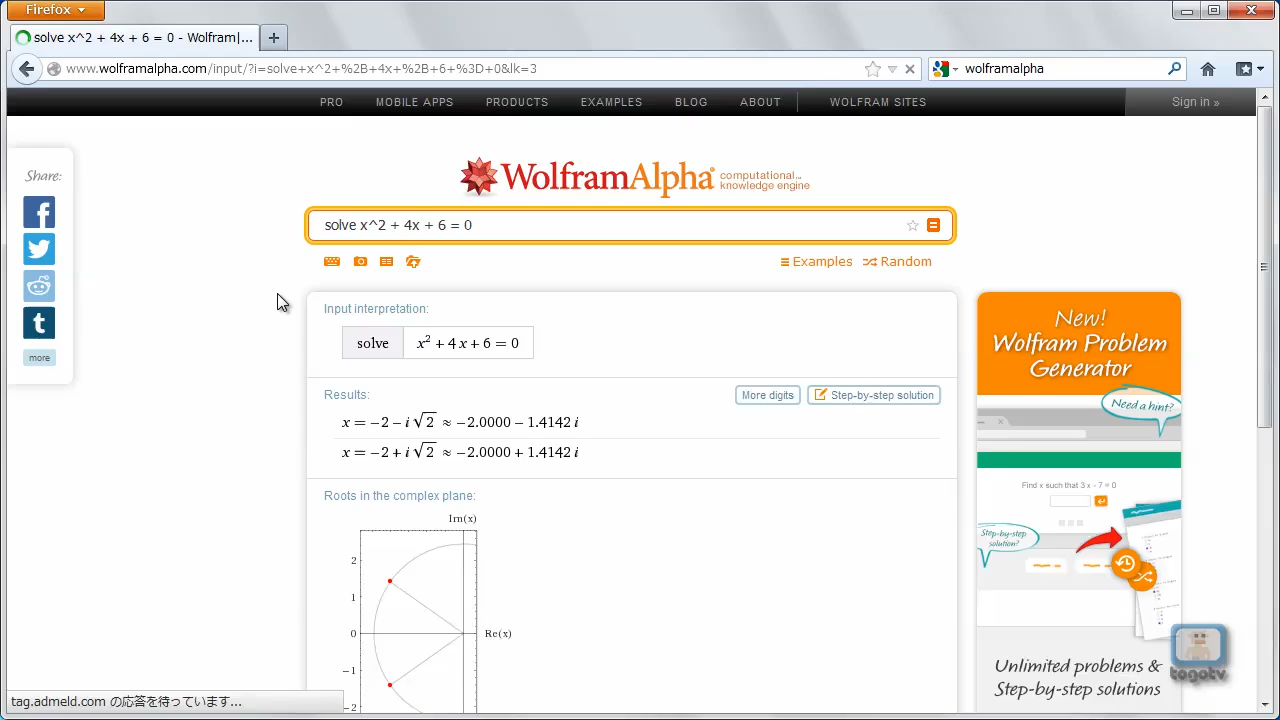 Firefox
solve x^2 + 4x + 6 = 0 - Wolfram|...
www.wolframalpha.com/input/?i=solve+x^2+%2B+4x+%2B+6+%3D+0&lk=3
wolframalpha
PRO MOBILE APPS PRODUCTS EXAMPLES BLOG ABOUT WOLFRAM SITES Sign in »
Share:
WolframAlpha computational...
knowledge engine
solve x^2 + 4x + 6 = 0
Examples Random
more
Input interpretation:
solve x² + 4 x + 6 = 0
Results:
More digits
Step-by-step solution
x = −2 − i √2 ≈ −2.0000 − 1.4142 i
x = −2 + i √2 ≈ −2.0000 + 1.4142 i
Roots in the complex plane:
Im(x)
2
1
0
−1
−2
Re(x)
New!
Wolfram Problem
Generator
Need a hint?
Find x such that 3 x - 7 = 0
Step-by-step
solution?
Unlimited problems &
Step-by-step solutions
togotv
tag.admeld.com の応答を待っています...